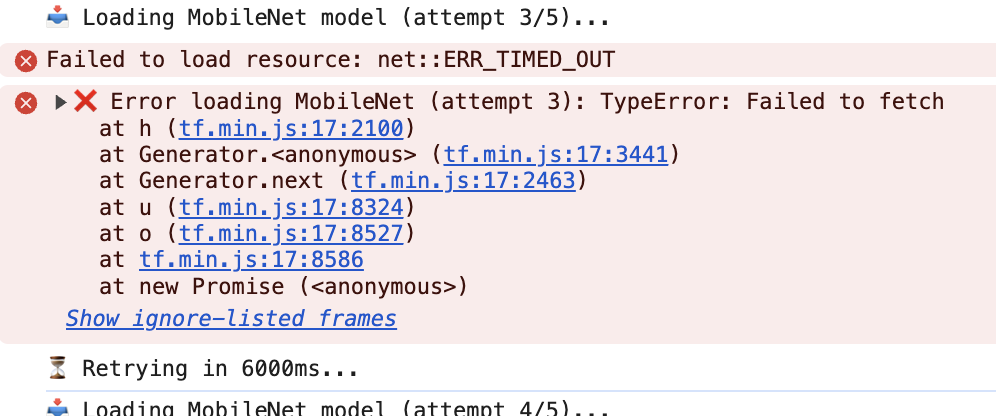 📥 Loading MobileNet model (attempt 3/5)...
Failed to load resource: net::ERR_TIMED_OUT
▶❌ Error loading MobileNet (attempt 3): TypeError: Failed to fetch
at h (tf.min.js:17:2100)
at Generator.<anonymous> (tf.min.js:17:3441)
at Generator.next (tf.min.js:17:2463)
at u (tf.min.js:17:8324)
at o (tf.min.js:17:8527)
at tf.min.js:17:8586
at new Promise (<anonymous>)
Show ignore-listed frames
⏳ Retrying in 6000ms...
📥 Loading MobileNet model (attempt 4/5)...